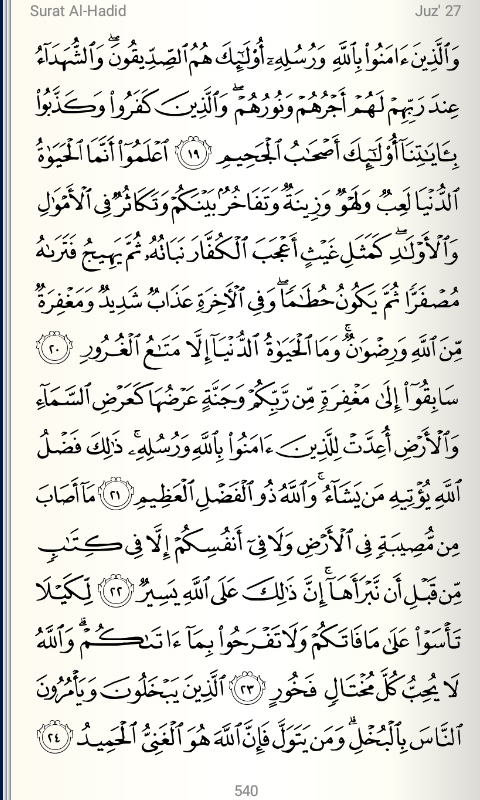 Surat Al-Hadid Juz' 27
وَٱلَّذِينَ ءَامَنُوا۟ بِٱللَّهِ وَرُسُلِهِۦٓ أُو۟لَٰٓئِكَ هُمُ ٱلصِّدِّيقُونَ ۖ وَٱلشُّهَدَآءُ
عِندَ رَبِّهِمْ لَهُمْ أَجْرُهُمْ وَنُورُهُمْ ۖ وَٱلَّذِينَ كَفَرُوا۟ وَكَذَّبُوا۟
بِـَٔايَٰتِنَآ أُو۟لَٰٓئِكَ أَصْحَٰبُ ٱلْجَحِيمِ ١٩ ٱعْلَمُوٓا۟ أَنَّمَا ٱلْحَيَوٰةُ
ٱلدُّنْيَا لَعِبٌ وَلَهْوٌ وَزِينَةٌ وَتَفَاخُرٌۢ بَيْنَكُمْ وَتَكَاثُرٌ فِى ٱلْأَمْوَٰلِ
وَٱلْأَوْلَٰدِ ۖ كَمَثَلِ غَيْثٍ أَعْجَبَ ٱلْكُفَّارَ نَبَاتُهُۥ ثُمَّ يَهِيجُ فَتَرَىٰهُ
مُصْفَرًّا ثُمَّ يَكُونُ حُطَٰمًا ۖ وَفِى ٱلْءَاخِرَةِ عَذَابٌ شَدِيدٌ وَمَغْفِرَةٌ
مِّنَ ٱللَّهِ وَرِضْوَٰنٌ ۚ وَمَا ٱلْحَيَوٰةُ ٱلدُّنْيَآ إِلَّا مَتَٰعُ ٱلْغُرُورِ ٢٠
سَابِقُوٓا۟ إِلَىٰ مَغْفِرَةٍ مِّن رَّبِّكُمْ وَجَنَّةٍ عَرْضُهَا كَعَرْضِ ٱلسَّمَآءِ
وَٱلْأَرْضِ أُعِدَّتْ لِلَّذِينَ ءَامَنُوا۟ بِٱللَّهِ وَرُسُلِهِۦ ۚ ذَٰلِكَ فَضْلُ
ٱللَّهِ يُؤْتِيهِ مَن يَشَآءُ ۚ وَٱللَّهُ ذُو ٱلْفَضْلِ ٱلْعَظِيمِ ٢١ مَآ أَصَابَ
مِن مُّصِيبَةٍ فِى ٱلْأَرْضِ وَلَا فِىٓ أَنفُسِكُمْ إِلَّا فِى كِتَٰبٍ
مِّن قَبْلِ أَن نَّبْرَأَهَآ ۚ إِنَّ ذَٰلِكَ عَلَى ٱللَّهِ يَسِيرٌ ٢٢ لِّكَيْلَا
تَأْسَوْا۟ عَلَىٰ مَا فَاتَكُمْ وَلَا تَفْرَحُوا۟ بِمَآ ءَاتَىٰكُمْ ۗ وَٱللَّهُ
لَا يُحِبُّ كُلَّ مُخْتَالٍ فَخُورٍ ٢٣ ٱلَّذِينَ يَبْخَلُونَ وَيَأْمُرُونَ
ٱلنَّاسَ بِٱلْبُخْلِ ۗ وَمَن يَتَوَلَّ فَإِنَّ ٱللَّهَ هُوَ ٱلْغَنِىُّ ٱلْحَمِيدُ ٢٤
540